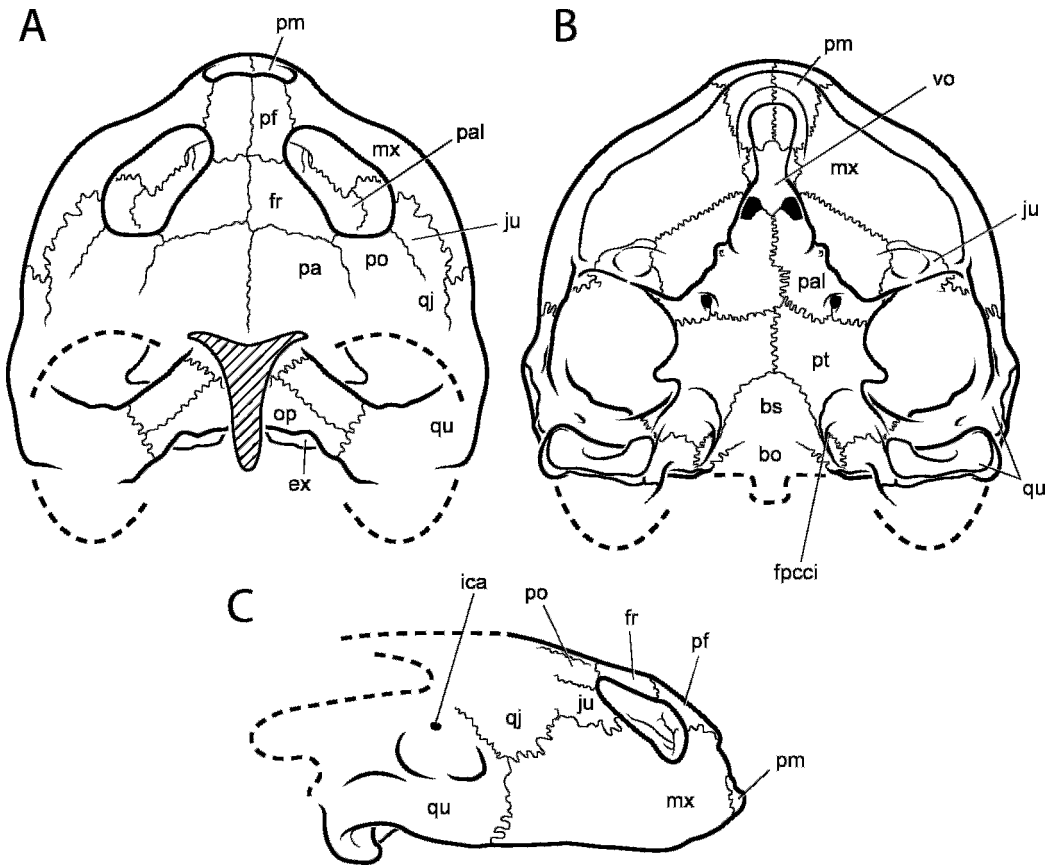 A
pm
pf
mx
pal
fr
ju
pa
po
qj
op
qu
ex
B
pm
vo
mx
ju
pal
pt
bs
bo
qu
fpcci
C
ica
po
fr
pf
ju
qj
pm
mx
qu